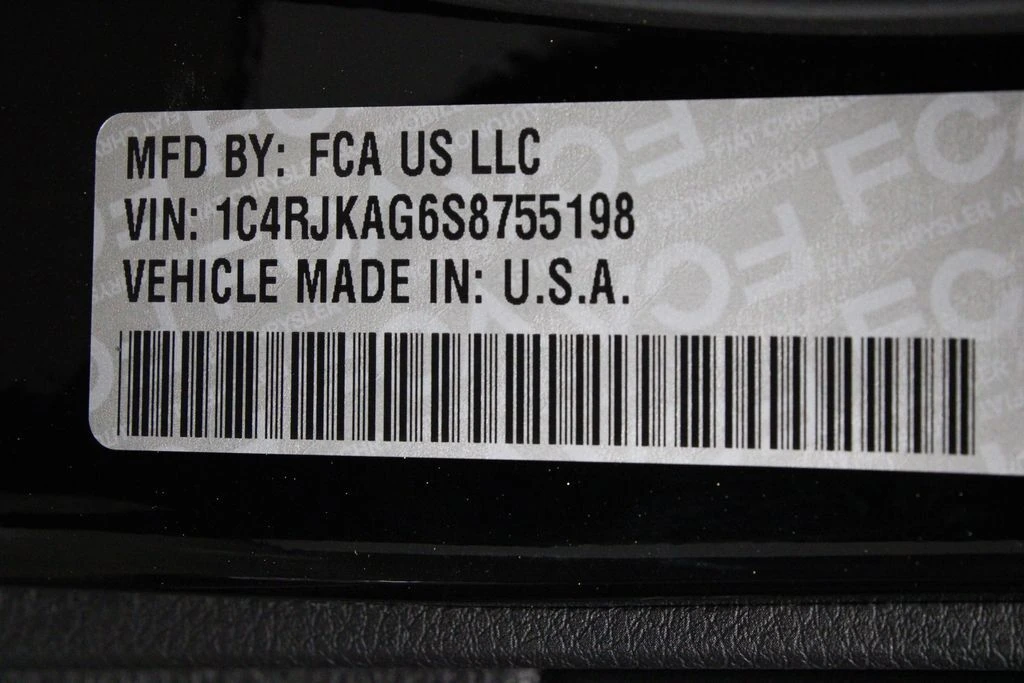 MFD BY: FCA US LLC
VIN: 1C4RJKAG6S8755198
VEHICLE MADE IN: U.S.A.